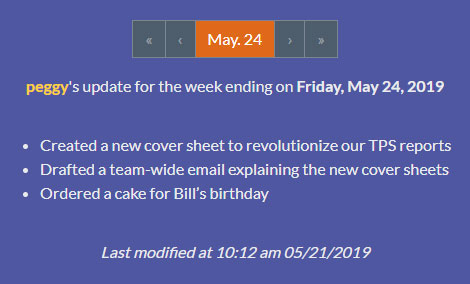 « ‹ May. 24 › »
peggy's update for the week ending on Friday, May 24, 2019
• Created a new cover sheet to revolutionize our TPS reports
• Drafted a team-wide email explaining the new cover sheets
• Ordered a cake for Bill's birthday
Last modified at 10:12 am 05/21/2019